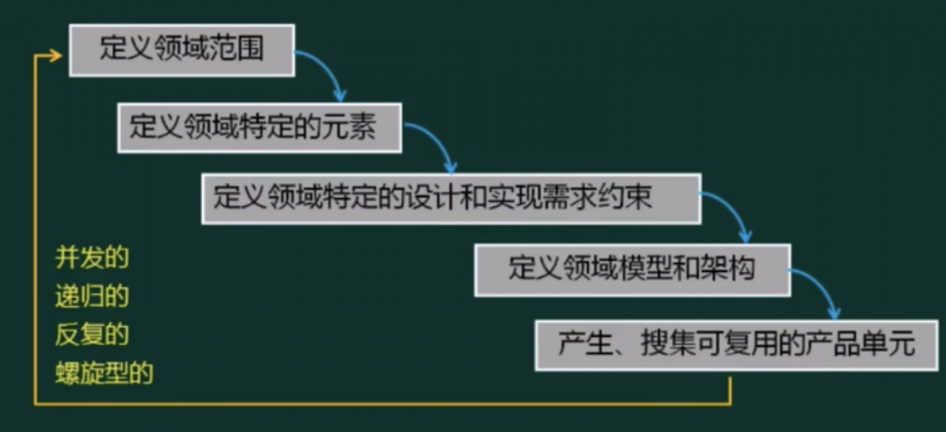 定义领域范围
定义领域特定的元素
定义领域特定的设计和实现需求约束
定义领域模型和架构
产生、搜集可复用的产品单元
并发的
递归的
反复的
螺旋型的